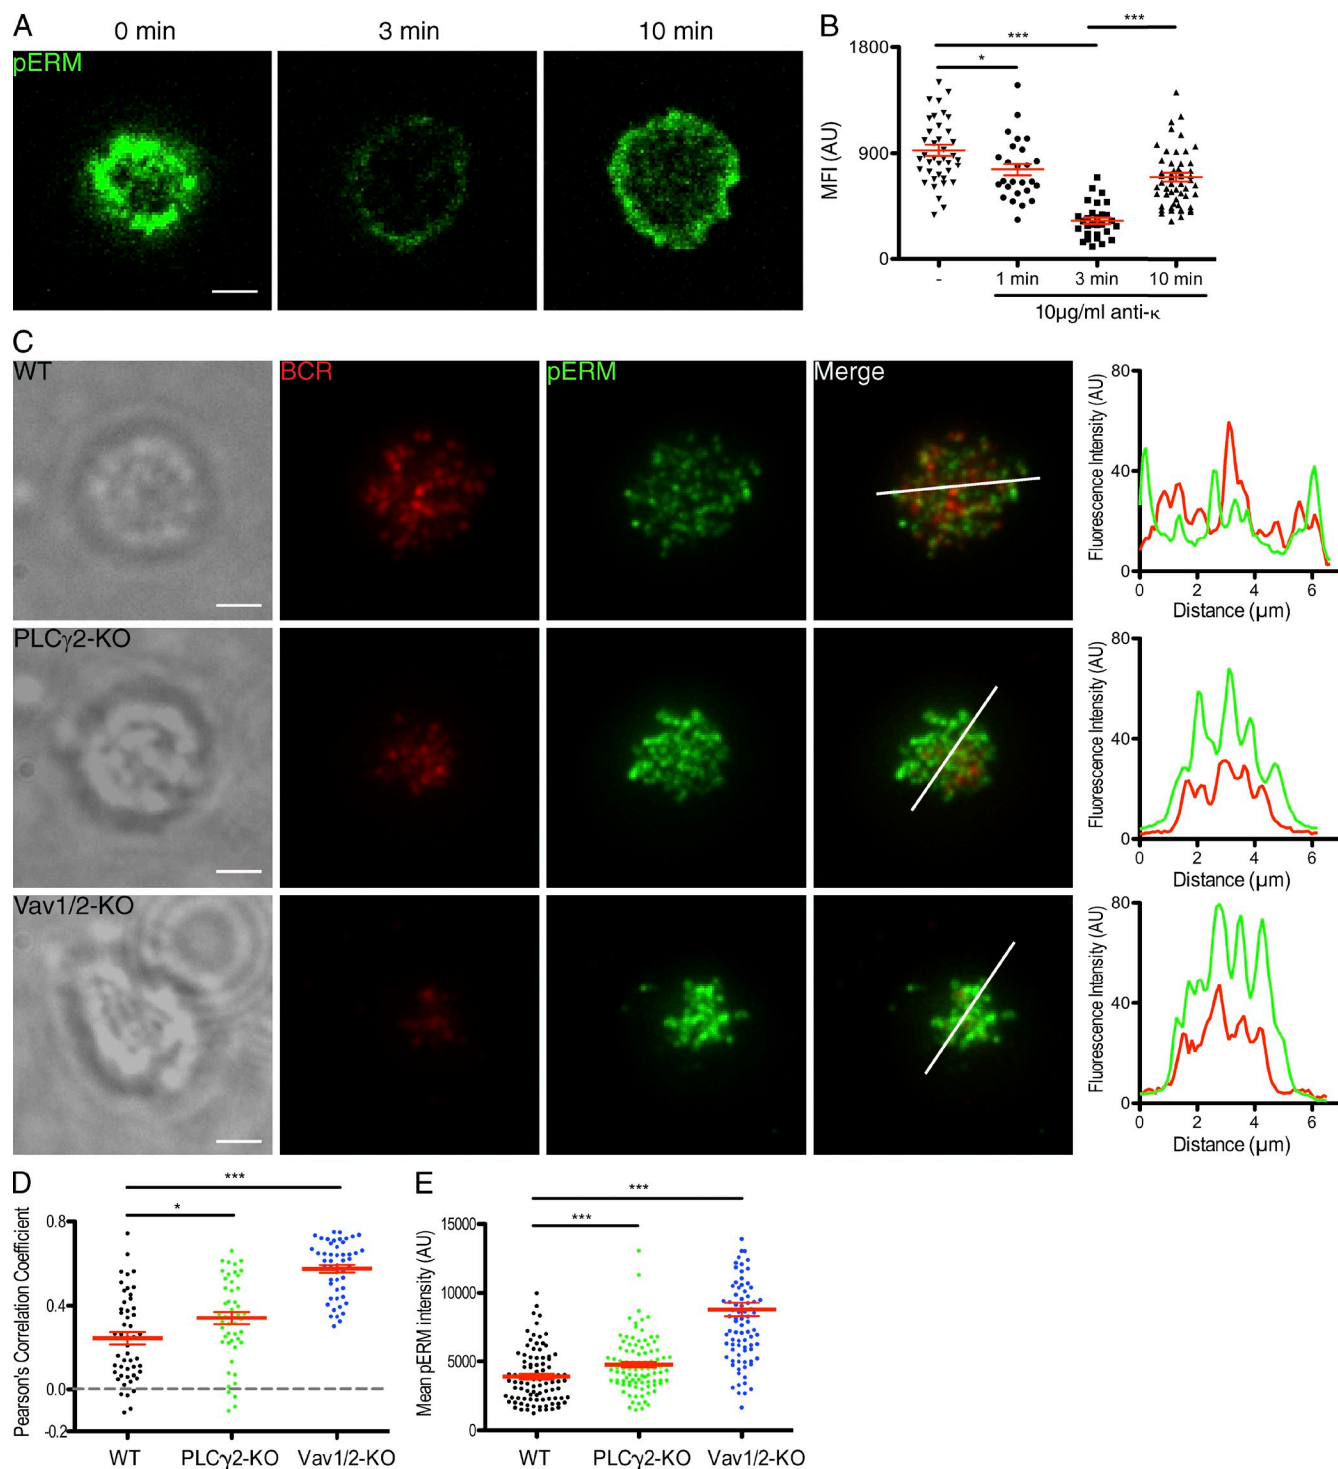 A
0 min
3 min
10 min
pERM
B
***
***
*
1800
900
0
MFI (AU)
-
1 min
3 min
10 min
10μg/ml anti-κ
C
WT
BCR
pERM
Merge
80
40
0
Fluorescence Intensity (AU)
0
2
4
6
Distance (μm)
PLCγ2-KO
80
40
0
Fluorescence Intensity (AU)
0
2
4
6
Distance (μm)
Vav1/2-KO
80
40
0
Fluorescence Intensity (AU)
0
2
4
6
Distance (μm)
D
***
*
0.8
0.4
0.0
-0.2
Pearson's Correlation Coefficient
WT
PLCγ2-KO
Vav1/2-KO
E
***
***
15000
10000
5000
0
Mean pERM intensity (AU)
WT
PLCγ2-KO
Vav1/2-KO